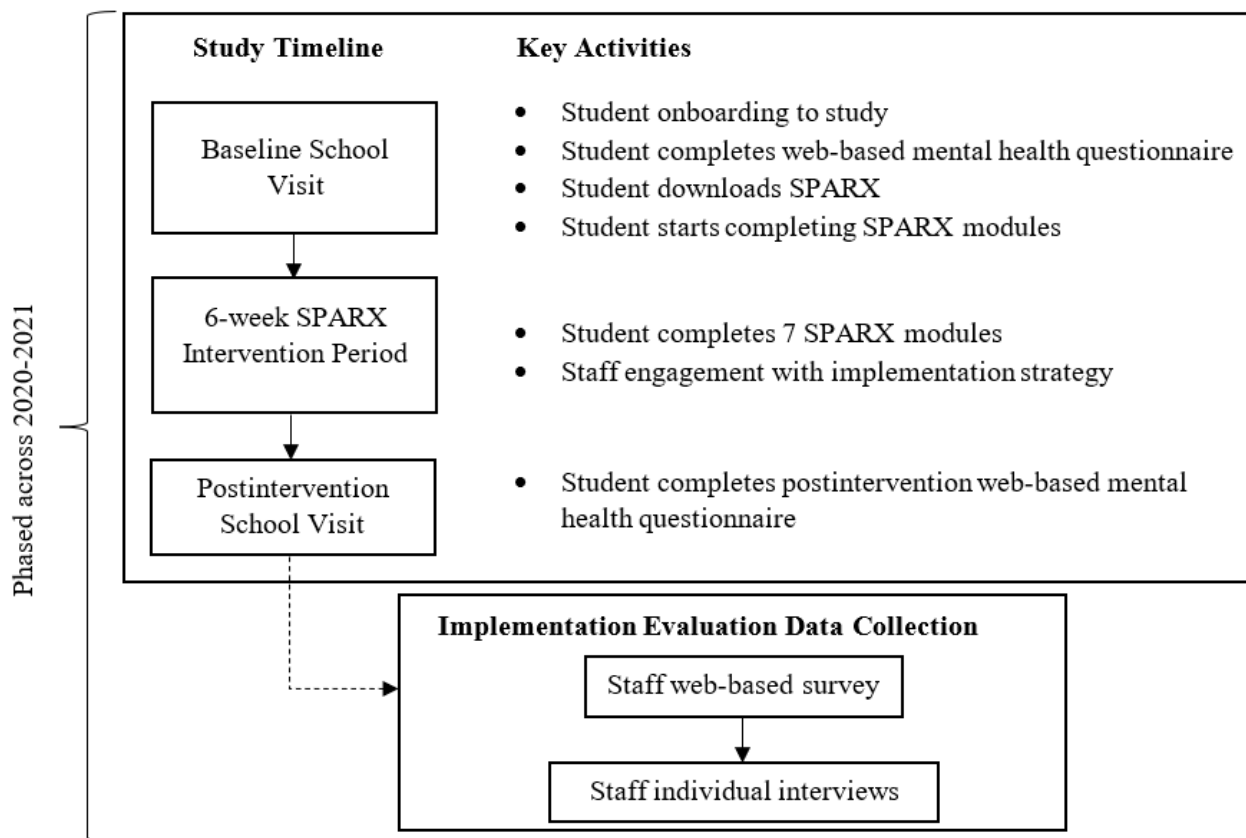 Study Timeline
Key Activities
Baseline School
Visit
• Student onboarding to study
• Student completes web-based mental health questionnaire
• Student downloads SPARX
• Student starts completing SPARX modules
6-week SPARX
Intervention Period
• Student completes 7 SPARX modules
• Staff engagement with implementation strategy
Postintervention
School Visit
• Student completes postintervention web-based mental
health questionnaire
Phased across 2020-2021
Implementation Evaluation Data Collection
Staff web-based survey
Staff individual interviews